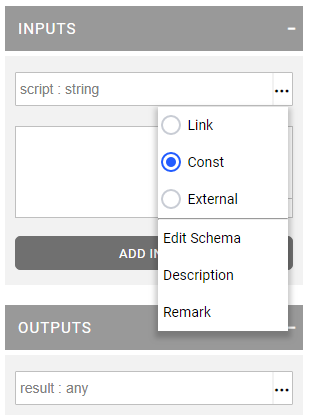 INPUTS
script : string
...
Link
Const
External
ADD IN
Edit Schema
Description
Remark
OUTPUTS
result : any
...